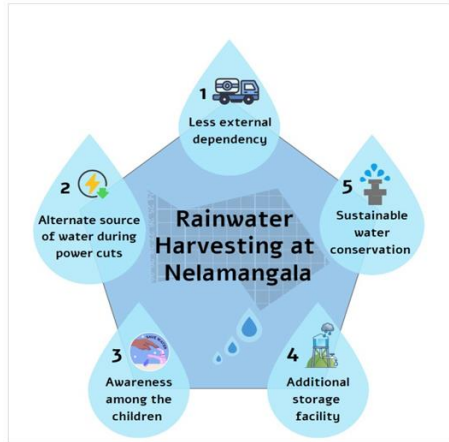 Rainwater
Harvesting at
Nelamangala
1
Less external
dependency
2
Alternate source
of water during
power cuts
3
Awareness
among the
children
4
Additional
storage
facility
5
Sustainable
water
conservation